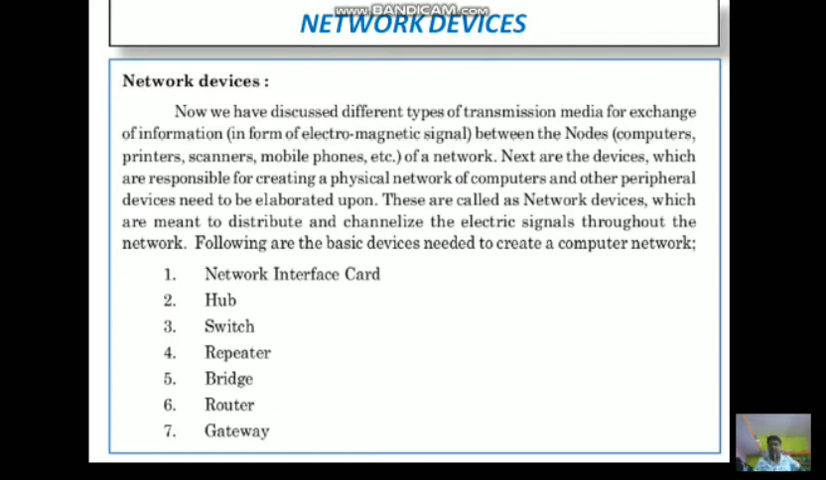 www.BANDICAM.com
NETWORK DEVICES
Network devices :
Now we have discussed different types of transmission media for exchange
of information (in form of electro-magnetic signal) between the Nodes (computers,
printers, scanners, mobile phones, etc.) of a network. Next are the devices, which
are responsible for creating a physical network of computers and other peripheral
devices need to be elaborated upon. These are called as Network devices, which
are meant to distribute and channelize the electric signals throughout the
network. Following are the basic devices needed to create a computer network;
1. Network Interface Card
2. Hub
3. Switch
4. Repeater
5. Bridge
6. Router
7. Gateway